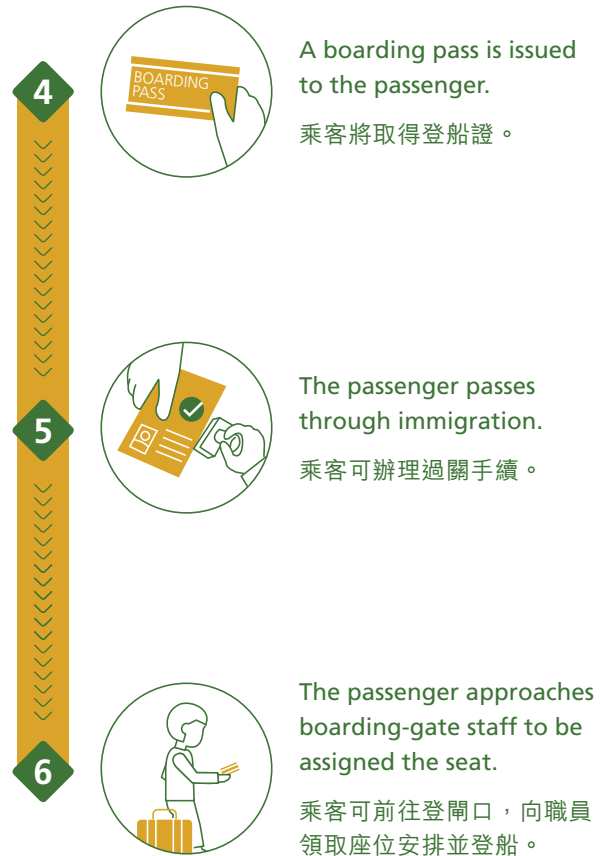 4
BOARDING
PASS
A boarding pass is issued
to the passenger.
乘客將取得登船證。
5
The passenger passes
through immigration.
乘客可辦理過關手續。
6
The passenger approaches
boarding-gate staff to be
assigned the seat.
乘客可前往登閘口，向職員
領取座位安排並登船。